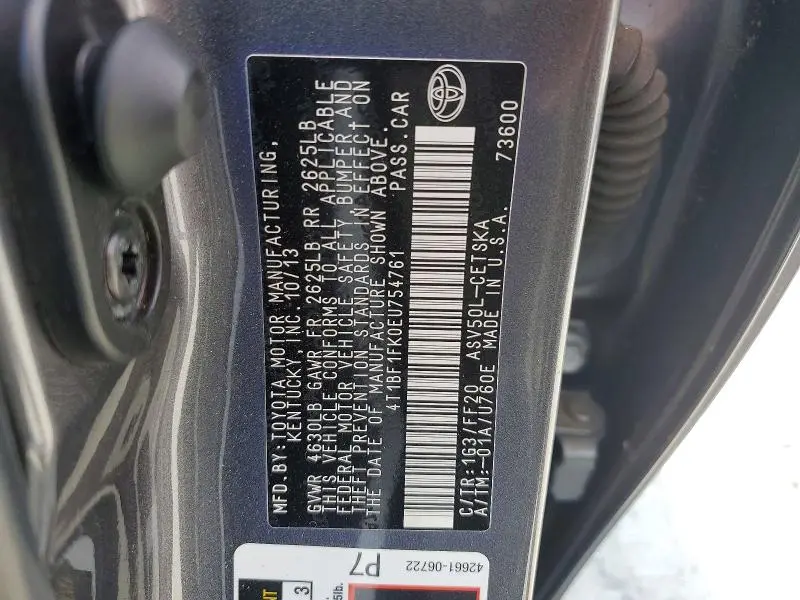 MFD.BY:TOYOTA MOTOR MANUFACTURING,
KENTUCKY, INC. 10/13
GVWR 4630LB GAWR FR 2625LB RR 2625LB
THIS VEHICLE CONFORMS TO ALL APPLICABLE
FEDERAL MOTOR VEHICLE SAFETY, BUMPER, AND
THEFT PREVENTION STANDARDS IN EFFECT ON
THE DATE OF MANUFACTURE SHOWN ABOVE.
4T1BF1FK0EU754761 PASS.CAR
C/TR:1G3/FF20 ASV50L-CETSKA
A/TM:-01A/U760E MADE IN U.S.A. 73600
42661-06722
P7
3